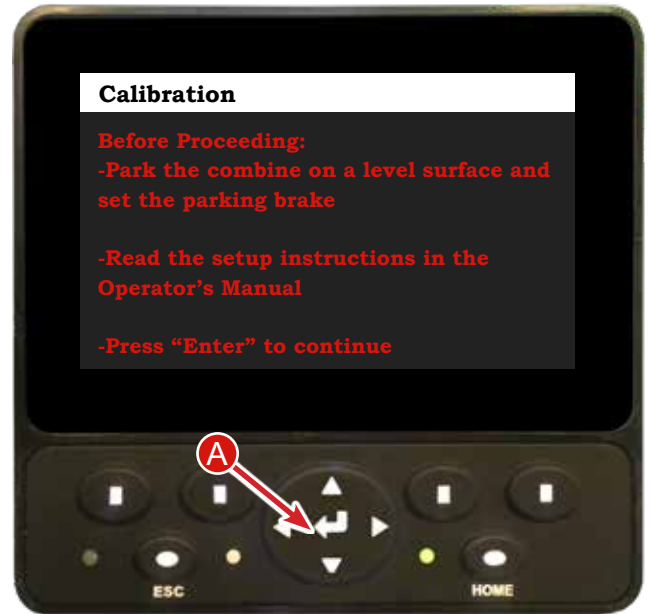 Calibration
Before Proceeding:
-Park the combine on a level surface and
set the parking brake
-Read the setup instructions in the
Operator’s Manual
-Press “Enter” to continue
A
ESC
HOME